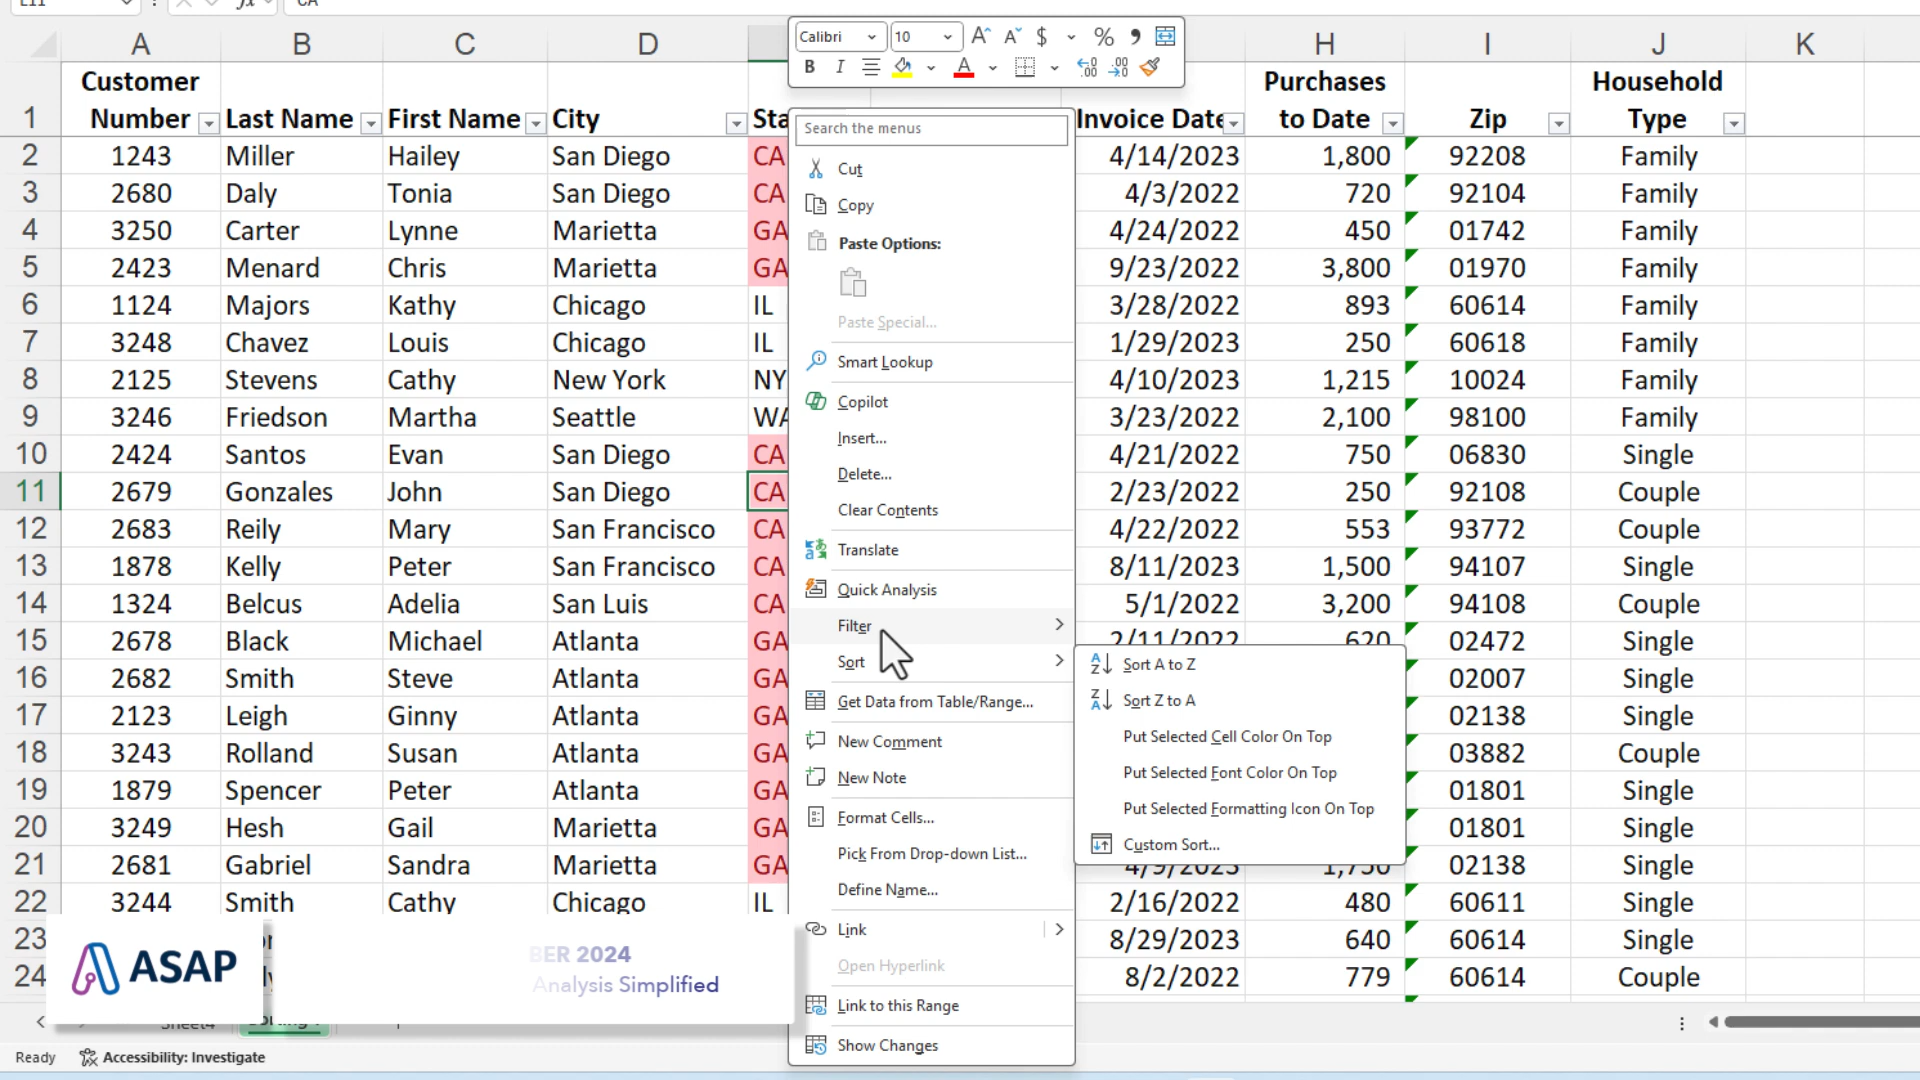 CA
Calibri 10 A A $ % ,
B I A
A B C D H I J K
Customer Number Last Name First Name City Invoice Date Purchases to Date Zip Household Type
1
2 1243 Miller Hailey San Diego CA 4/14/2023 1,800 92208 Family
3 2680 Daly Tonia San Diego CA 4/3/2022 720 92104 Family
4 3250 Carter Lynne Marietta GA 4/24/2022 450 01742 Family
5 2423 Menard Chris Marietta GA 9/23/2022 3,800 01970 Family
6 1124 Majors Kathy Chicago IL 3/28/2022 893 60614 Family
7 3248 Chavez Louis Chicago IL 1/29/2023 250 60618 Family
8 2125 Stevens Cathy New York NY 4/10/2023 1,215 10024 Family
9 3246 Friedson Martha Seattle WA 3/23/2022 2,100 98100 Family
10 2424 Santos Evan San Diego CA 4/21/2022 750 06830 Single
11 2679 Gonzales John San Diego CA 2/23/2022 250 92108 Couple
12 2683 Reily Mary San Francisco CA 4/22/2022 553 93772 Couple
13 1878 Kelly Peter San Francisco CA 8/11/2023 1,500 94107 Single
14 1324 Belcus Adelia San Luis CA 5/1/2022 3,200 94108 Couple
15 2678 Black Michael Atlanta GA 2/11/2022 620 02472 Single
16 2682 Smith Steve Atlanta GA 02007 Single
17 2123 Leigh Ginny Atlanta GA 02138 Single
18 3243 Rolland Susan Atlanta GA 03882 Couple
19 1879 Spencer Peter Atlanta GA 01801 Single
20 3249 Hesh Gail Marietta GA 01801 Single
21 2681 Gabriel Sandra Marietta GA 4/9/2023 1,750 02138 Single
22 3244 Smith Cathy Chicago IL 2/16/2022 480 60611 Single
23 8/29/2023 640 60614 Single
24 8/2/2022 779 60614 Couple
Search the menus
Cut
Copy
Paste Options:
Paste Special...
Smart Lookup
Copilot
Insert...
Delete...
Clear Contents
Translate
Quick Analysis
Filter
Sort
Get Data from Table/Range...
New Comment
New Note
Format Cells...
Pick From Drop-down List...
Define Name...
Link
Open Hyperlink
Link to this Range
Show Changes
Sort A to Z
Sort Z to A
Put Selected Cell Color On Top
Put Selected Font Color On Top
Put Selected Formatting Icon On Top
Custom Sort...
ASAP
BER 2024
Analysis Simplified
Sheet4
Ready Accessibility: Investigate